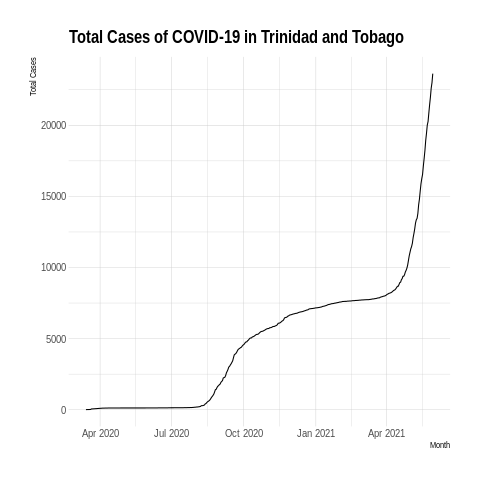 Total Cases of COVID-19 in Trinidad and Tobago
Total Cases
20000
15000
10000
5000
0
Apr 2020 Jul 2020 Oct 2020 Jan 2021 Apr 2021
Month